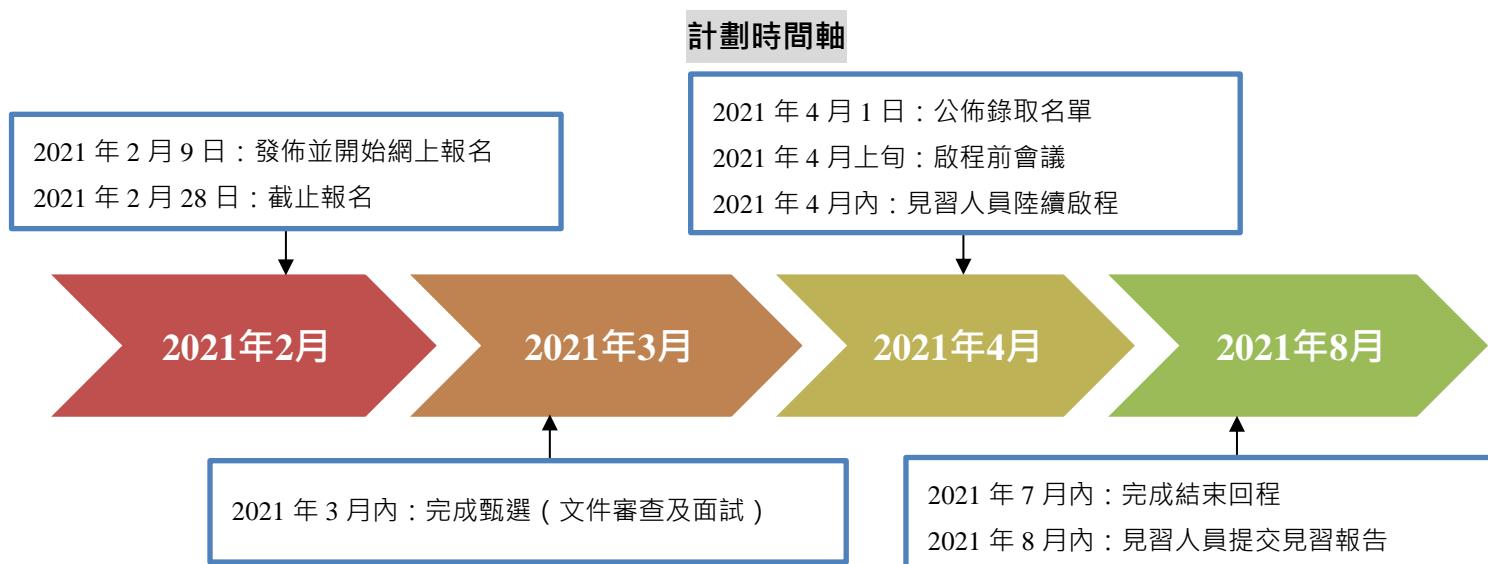 計劃時間軸
2021 年 2 月 9 日：發佈並開始網上報名
2021 年 2 月 28 日：截止報名
2021 年 4 月 1 日：公佈錄取名單
2021 年 4 月上旬：啟程前會議
2021 年 4 月內：見習人員陸續啟程
2021年2月
2021年3月
2021年4月
2021年8月
2021 年 3 月內：完成甄選（文件審查及面試）
2021 年 7 月內：完成結束回程
2021 年 8 月內：見習人員提交見習報告